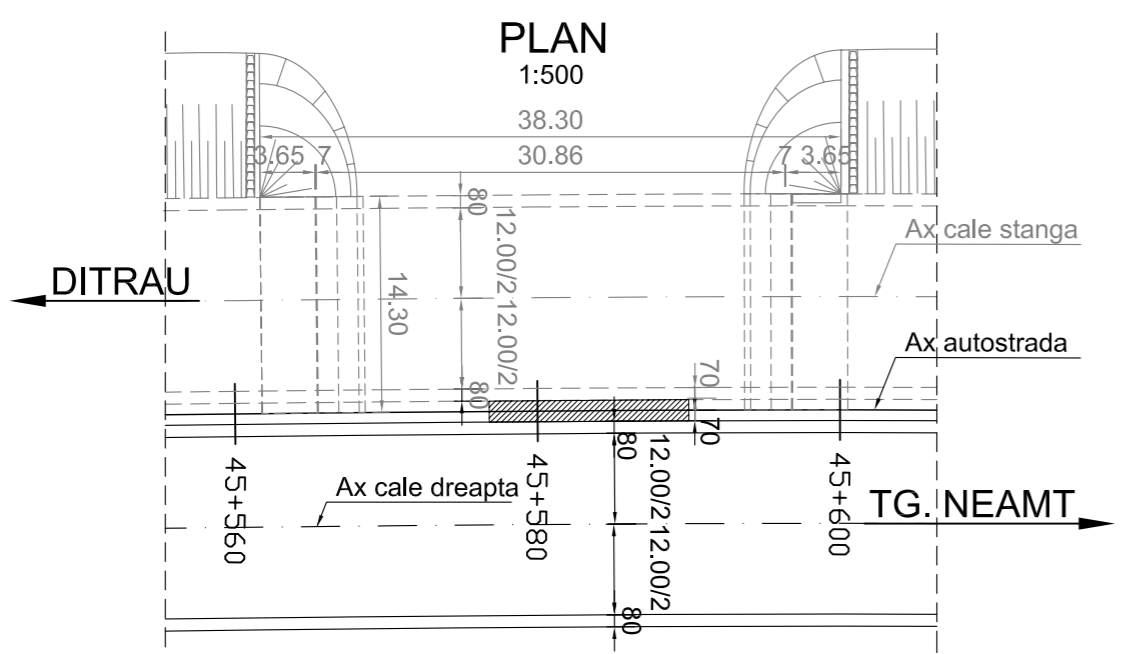 PLAN
1:500
38.30
3.65 7 30.86 7 3.65
80
12.00/2
12.00/2
80
14.30
Ax cale stanga
DITRAU
Ax autostrada
70
70
80
12.00/2
12.00/2
80
45+560
45+580
45+600
Ax cale dreapta
TG. NEAMT